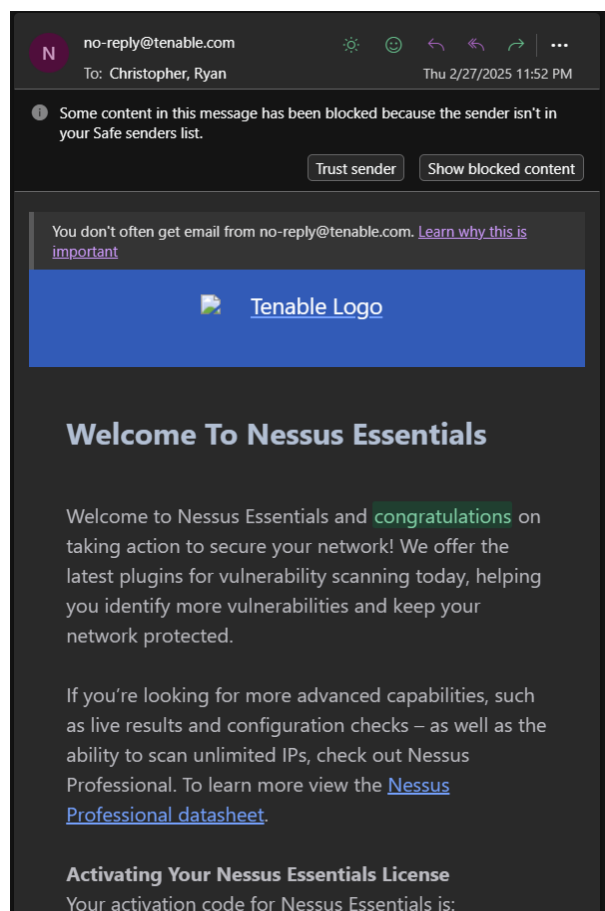 N
no-reply@tenable.com
To: Christopher, Ryan
Thu 2/27/2025 11:52 PM
Some content in this message has been blocked because the sender isn't in
your Safe senders list.
Trust sender
Show blocked content
You don't often get email from no-reply@tenable.com. Learn why this is
important
Tenable Logo
Welcome To Nessus Essentials
Welcome to Nessus Essentials and congratulations on
taking action to secure your network! We offer the
latest plugins for vulnerability scanning today, helping
you identify more vulnerabilities and keep your
network protected.
If you’re looking for more advanced capabilities, such
as live results and configuration checks – as well as the
ability to scan unlimited IPs, check out Nessus
Professional. To learn more view the Nessus
Professional datasheet.
Activating Your Nessus Essentials License
Your activation code for Nessus Essentials is: